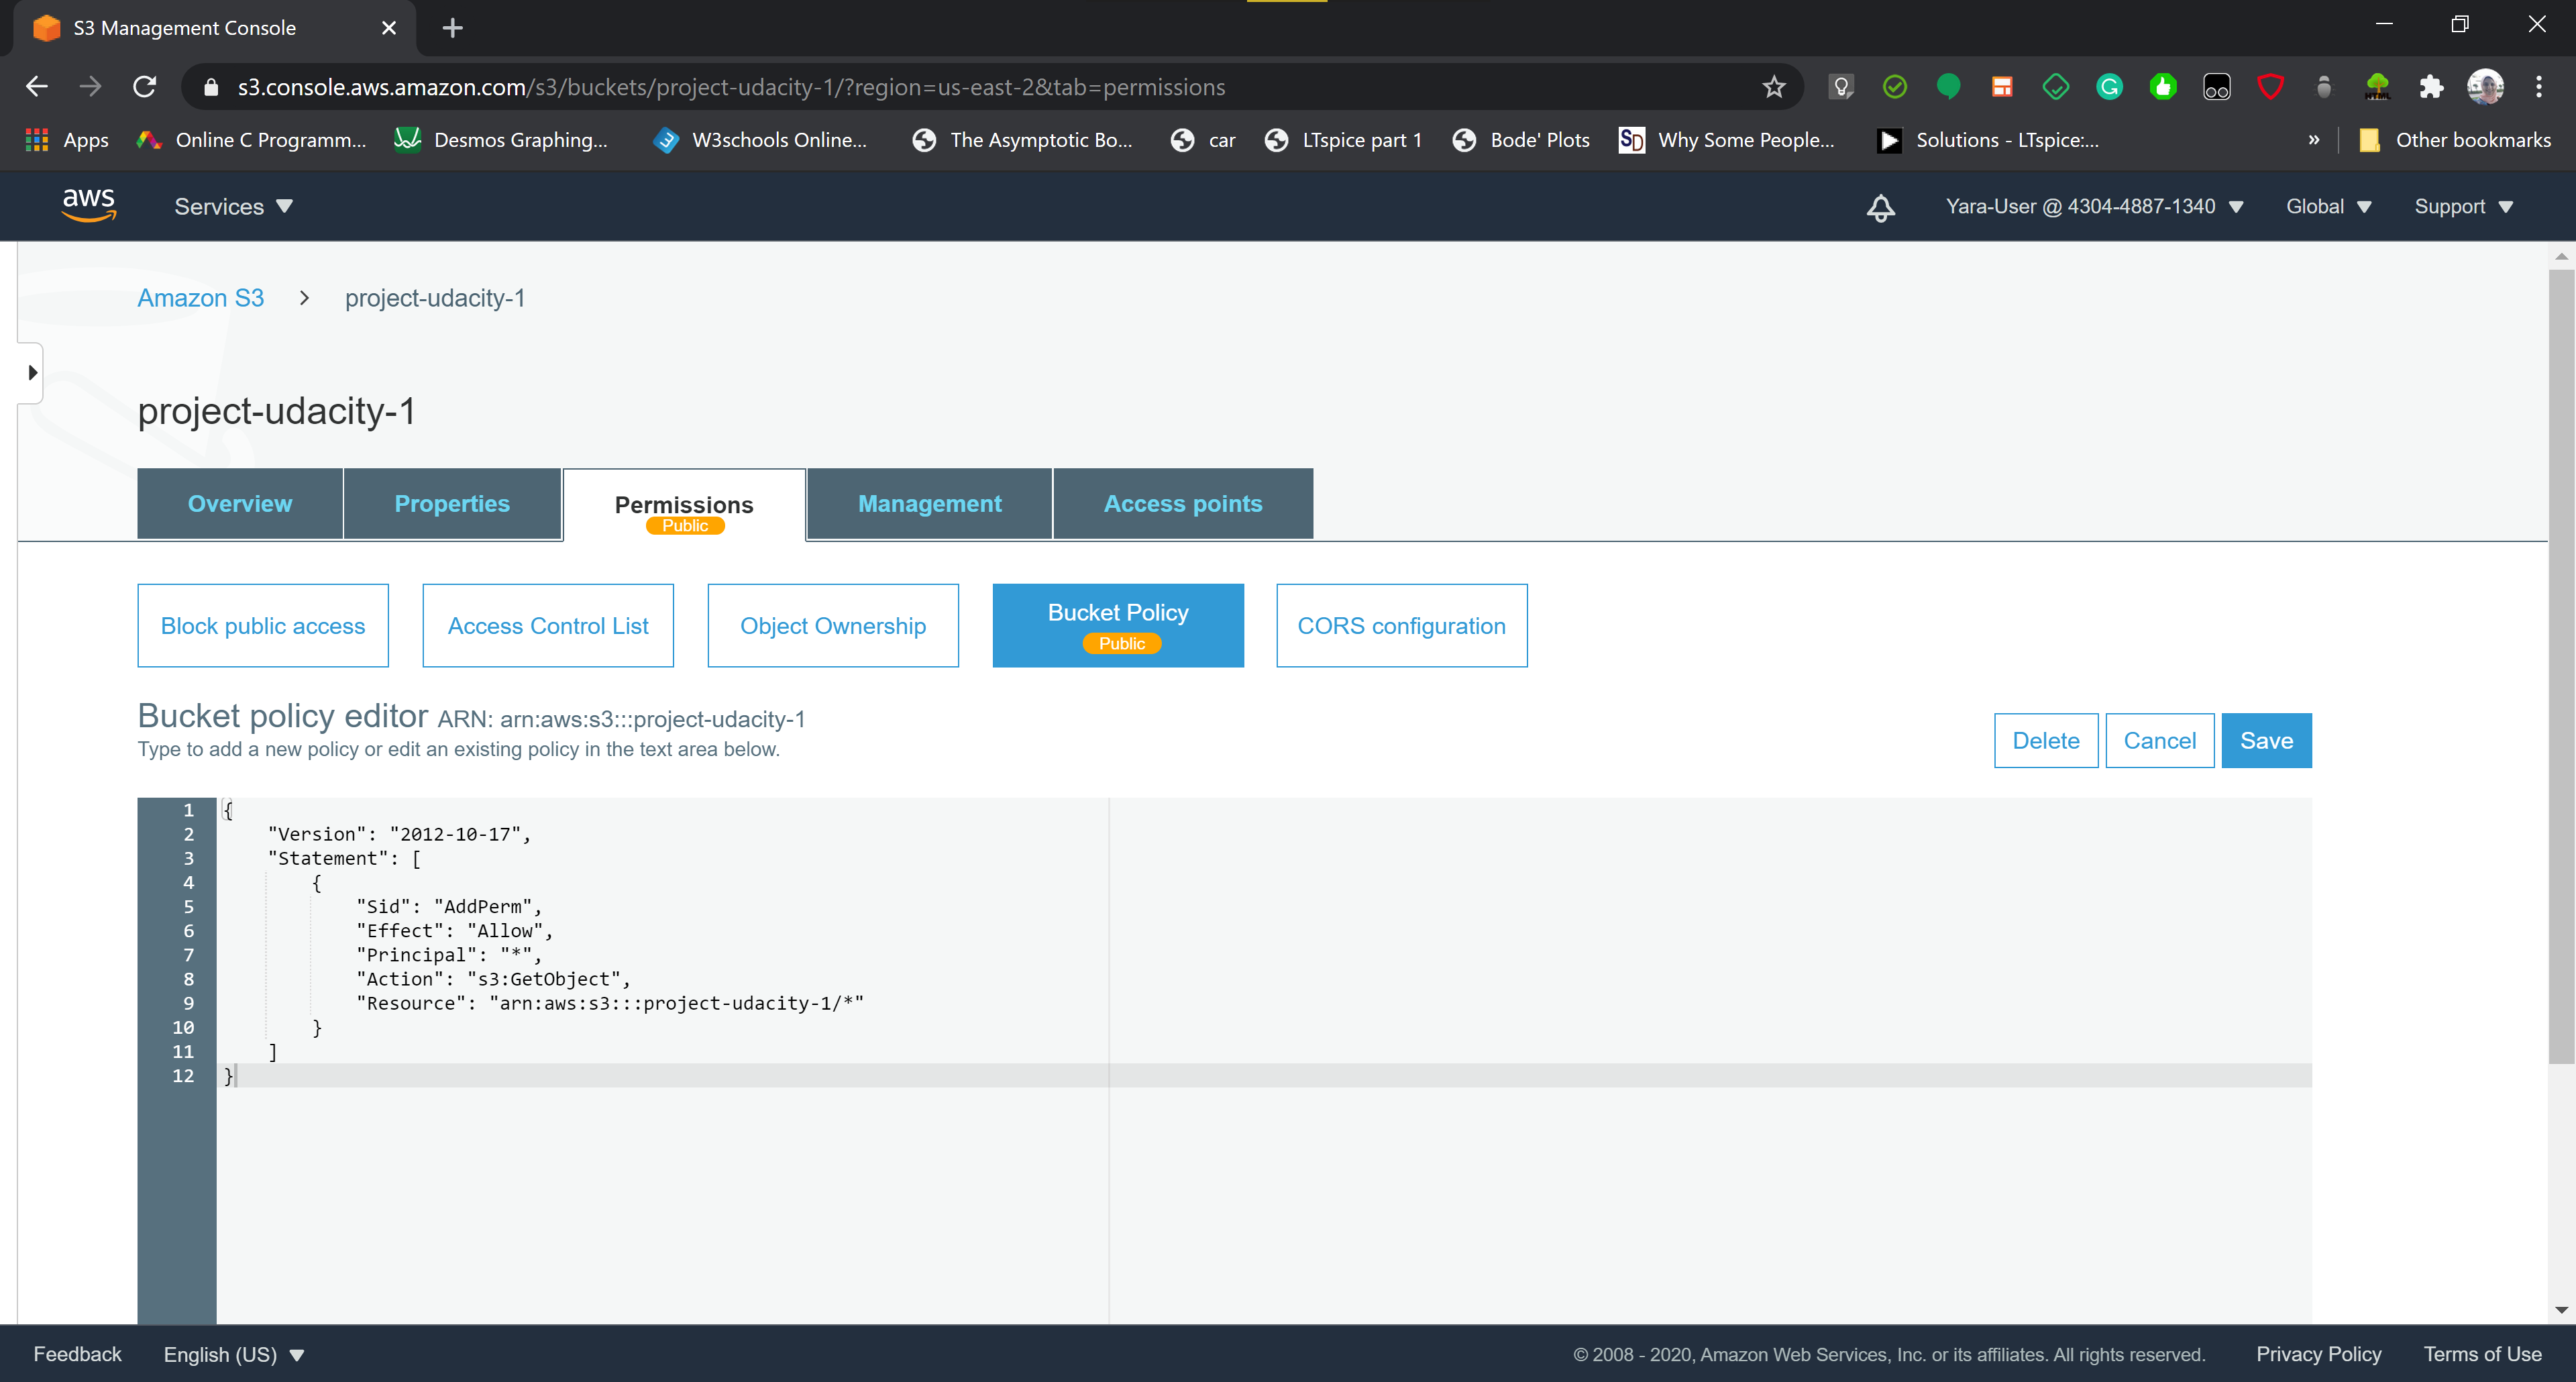 S3 Management Console
s3.console.aws.amazon.com/s3/buckets/project-udacity-1/?region=us-east-2&tab=permissions
Apps Online C Programm... Desmos Graphing... W3schools Online... The Asymptotic Bo... car LTspice part 1 Bode' Plots SD Why Some People... Solutions - LTspice:... » Other bookmarks
aws Services Yara-User @ 4304-4887-1340 Global Support
Amazon S3 > project-udacity-1
project-udacity-1
Overview Properties Permissions Management Access points
Public
Block public access Access Control List Object Ownership Bucket Policy CORS configuration
Public
Bucket policy editor ARN: arn:aws:s3:::project-udacity-1
Type to add a new policy or edit an existing policy in the text area below.
Delete Cancel Save
1 {
2 "Version": "2012-10-17",
3 "Statement": [
4 {
5 "Sid": "AddPerm",
6 "Effect": "Allow",
7 "Principal": "*",
8 "Action": "s3:GetObject",
9 "Resource": "arn:aws:s3:::project-udacity-1/*"
10 }
11 ]
12 }
Feedback English (US) © 2008 - 2020, Amazon Web Services, Inc. or its affiliates. All rights reserved. Privacy Policy Terms of Use